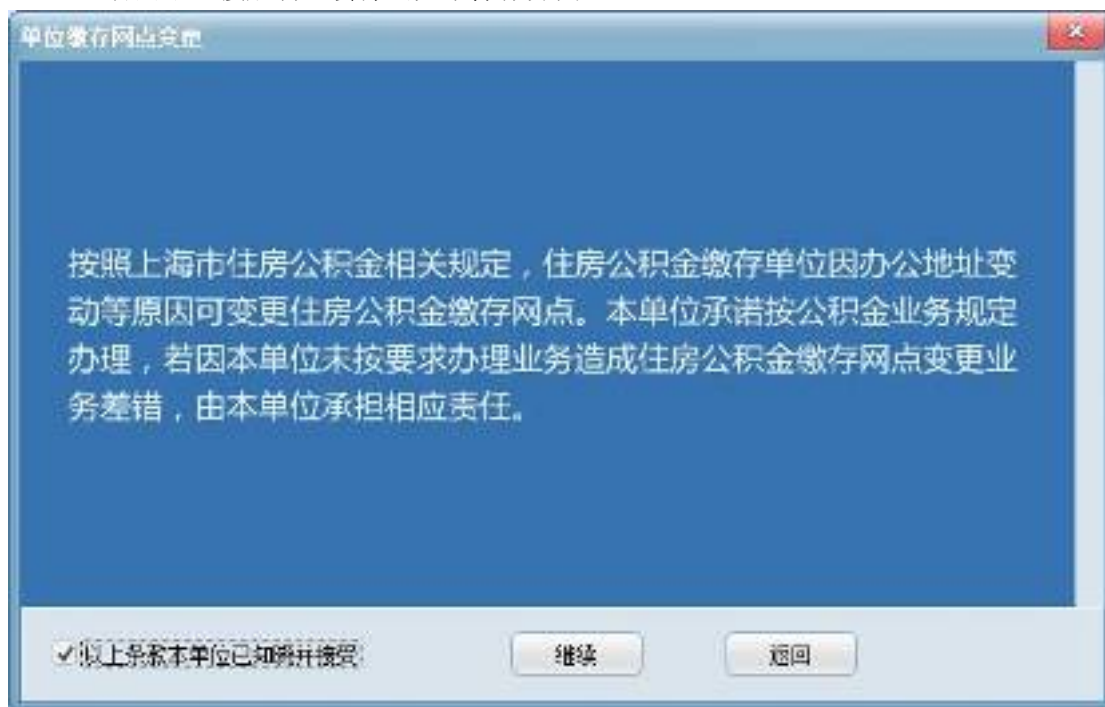 单位缴存网点变更
按照上海市住房公积金相关规定，住房公积金缴存单位因办公地址变
动等原因可变更住房公积金缴存网点。本单位承诺按公积金业务规定
办理，若因本单位未按要求办理业务造成住房公积金缴存网点变更业
务差错，由本单位承担相应责任。
以上条款本单位已知晓并接受
继续
返回